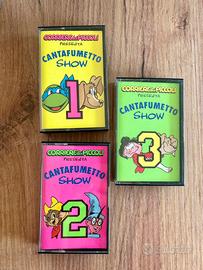 CORRIERE dei PICCOLI
PRESENTA
CANTAFUMETTO
SHOW
1
CORRIERE dei PICCOLI
PRESENTA
CANTAFUMETTO
SHOW
3
CORRIERE dei PICCOLI
PRESENTA
CANTAFUMETTO
SHOW
2